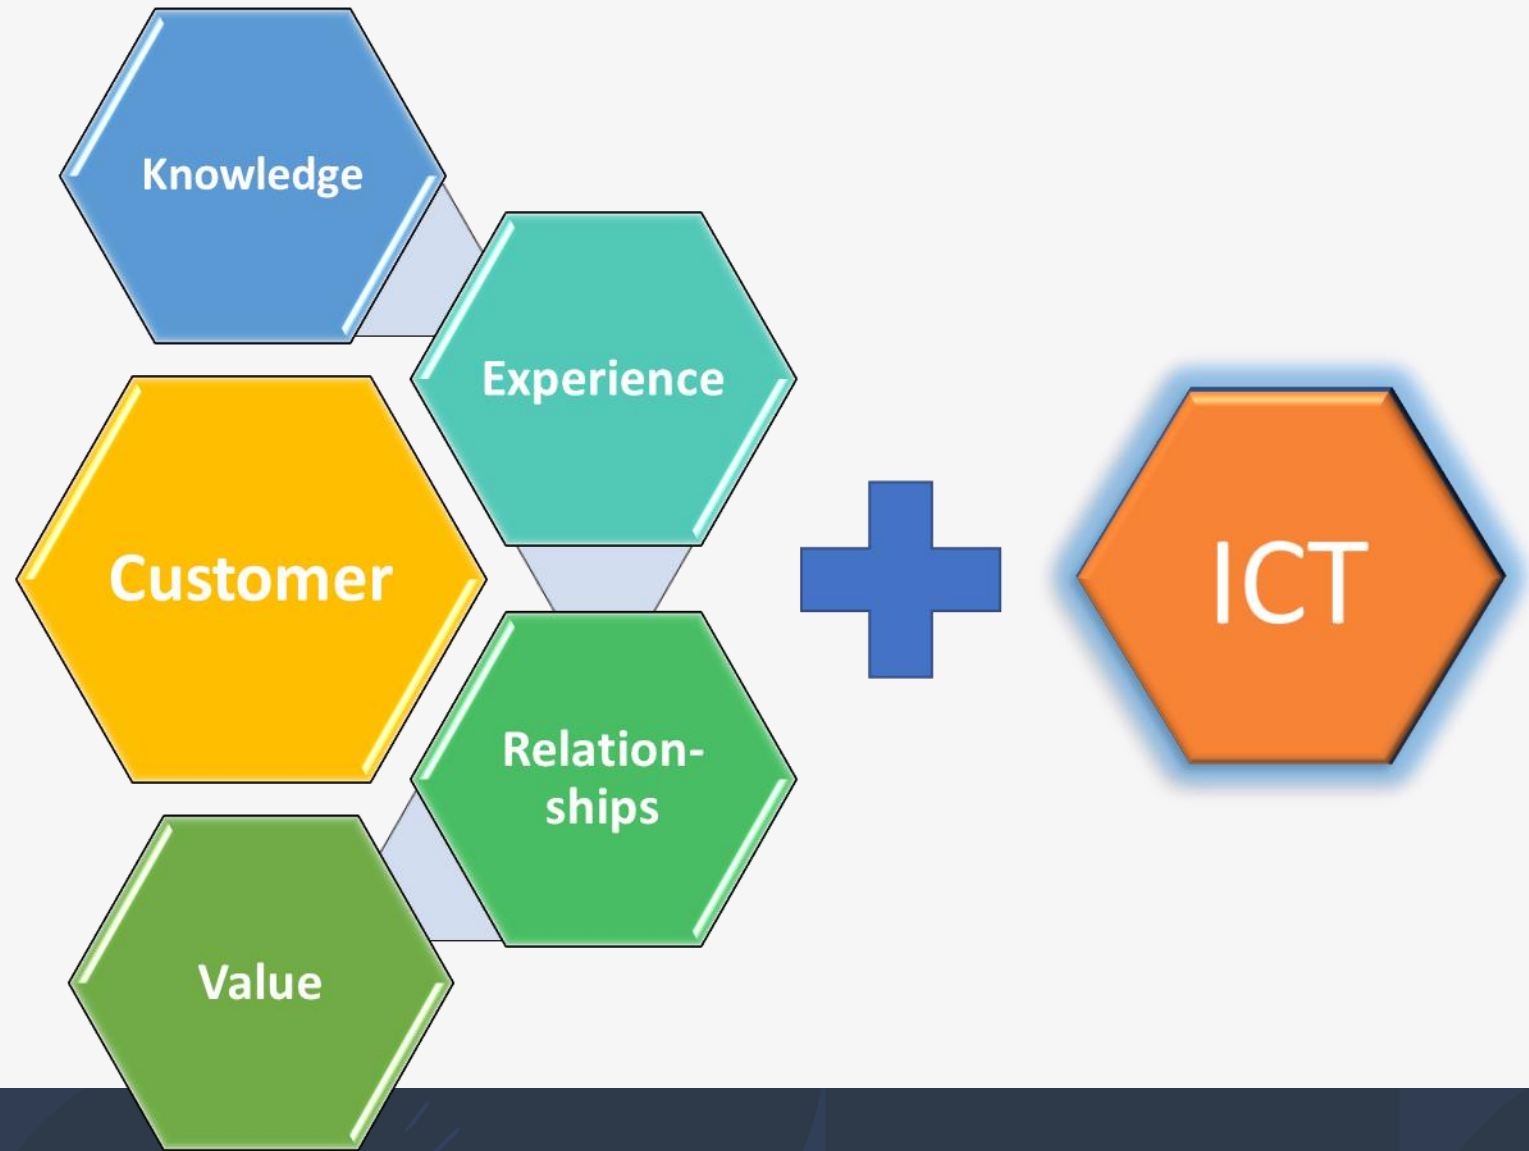 Knowledge
Experience
Customer
Relation-
ships
Value
ICT